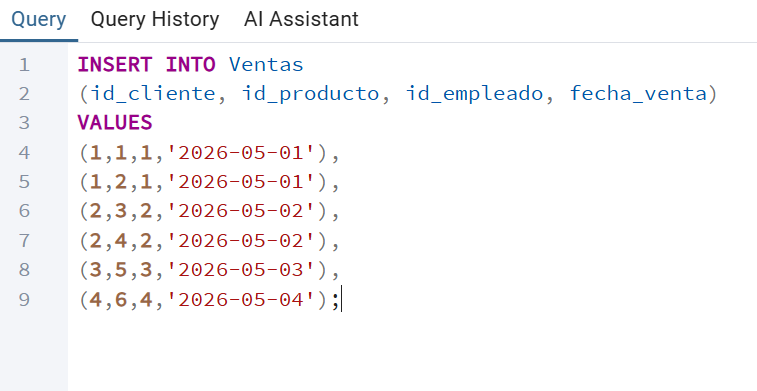 Query Query History AI Assistant
1 INSERT INTO Ventas
2 (id_cliente, id_producto, id_empleado, fecha_venta)
3 VALUES
4 (1,1,1,'2026-05-01'),
5 (1,2,1,'2026-05-01'),
6 (2,3,2,'2026-05-02'),
7 (2,4,2,'2026-05-02'),
8 (3,5,3,'2026-05-03'),
9 (4,6,4,'2026-05-04');